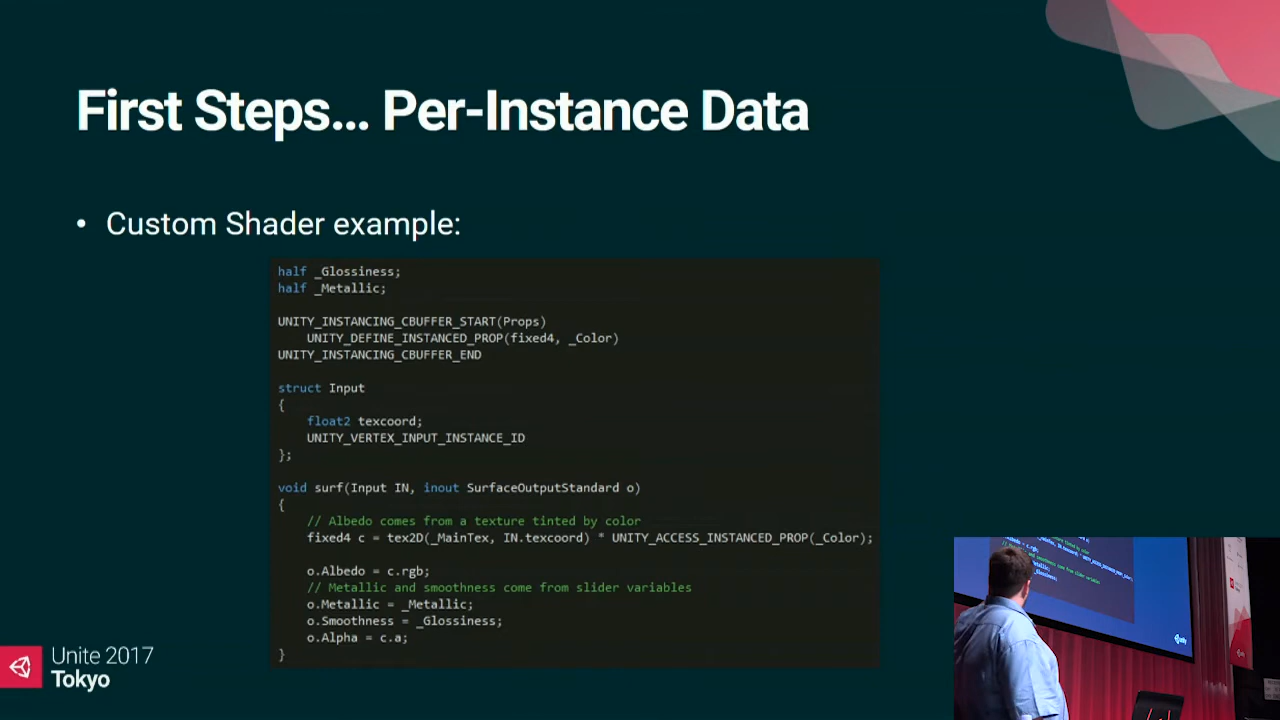 First Steps... Per-Instance Data
• Custom Shader example:
half _Glossiness;
half _Metallic;
UNITY_INSTANCING_CBUFFER_START(Props)
UNITY_DEFINE_INSTANCED_PROP(fixed4, _Color)
UNITY_INSTANCING_CBUFFER_END
struct Input
{
float2 texcoord;
UNITY_VERTEX_INPUT_INSTANCE_ID
};
void surf(Input IN, inout SurfaceOutputStandard o)
{
// Albedo comes from a texture tinted by color
fixed4 c = tex2D(_MainTex, IN.texcoord) * UNITY_ACCESS_INSTANCED_PROP(_Color);
o.Albedo = c.rgb;
// Metallic and smoothness come from slider variables
o.Metallic = _Metallic;
o.Smoothness = _Glossiness;
o.Alpha = c.a;
}
Unite 2017
Tokyo